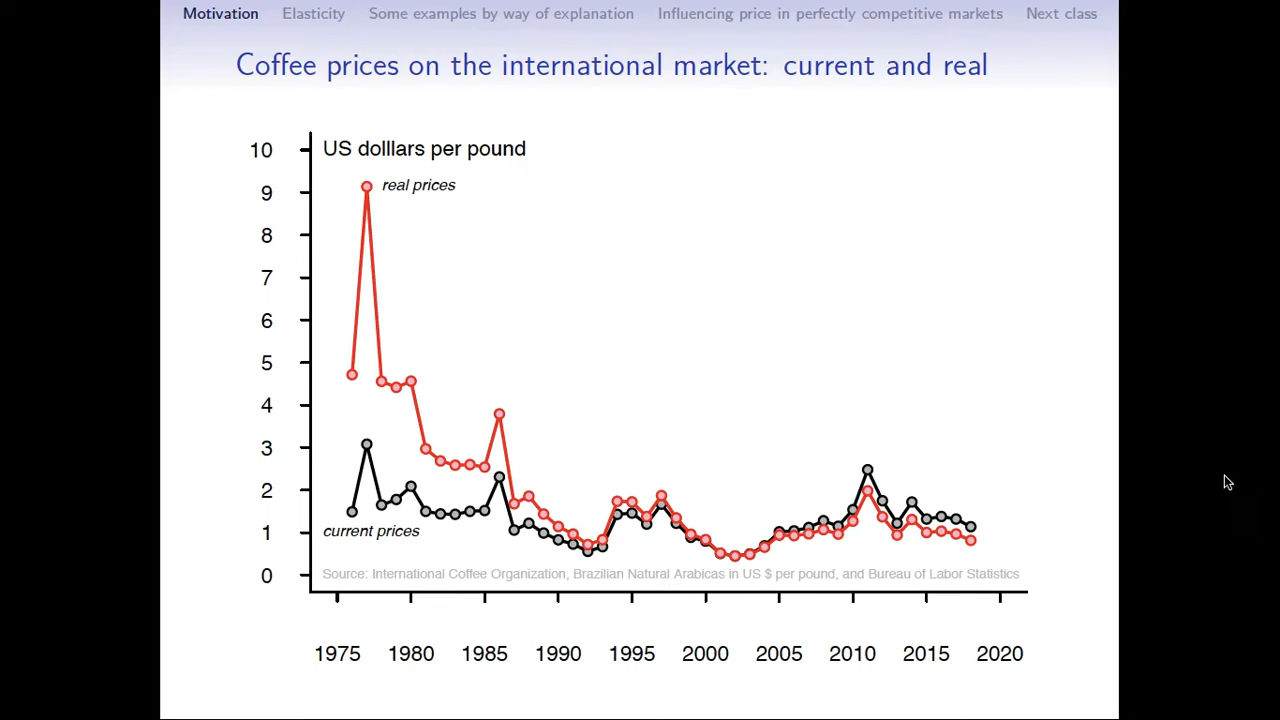 Motivation Elasticity Some examples by way of explanation Influencing price in perfectly competitive markets Next class
Coffee prices on the international market: current and real
10 US dolllars per pound
9 real prices
8
7
6
5
4
3
2
1 current prices
0 Source: International Coffee Organization, Brazilian Natural Arabicas in US $ per pound, and Bureau of Labor Statistics
1975 1980 1985 1990 1995 2000 2005 2010 2015 2020